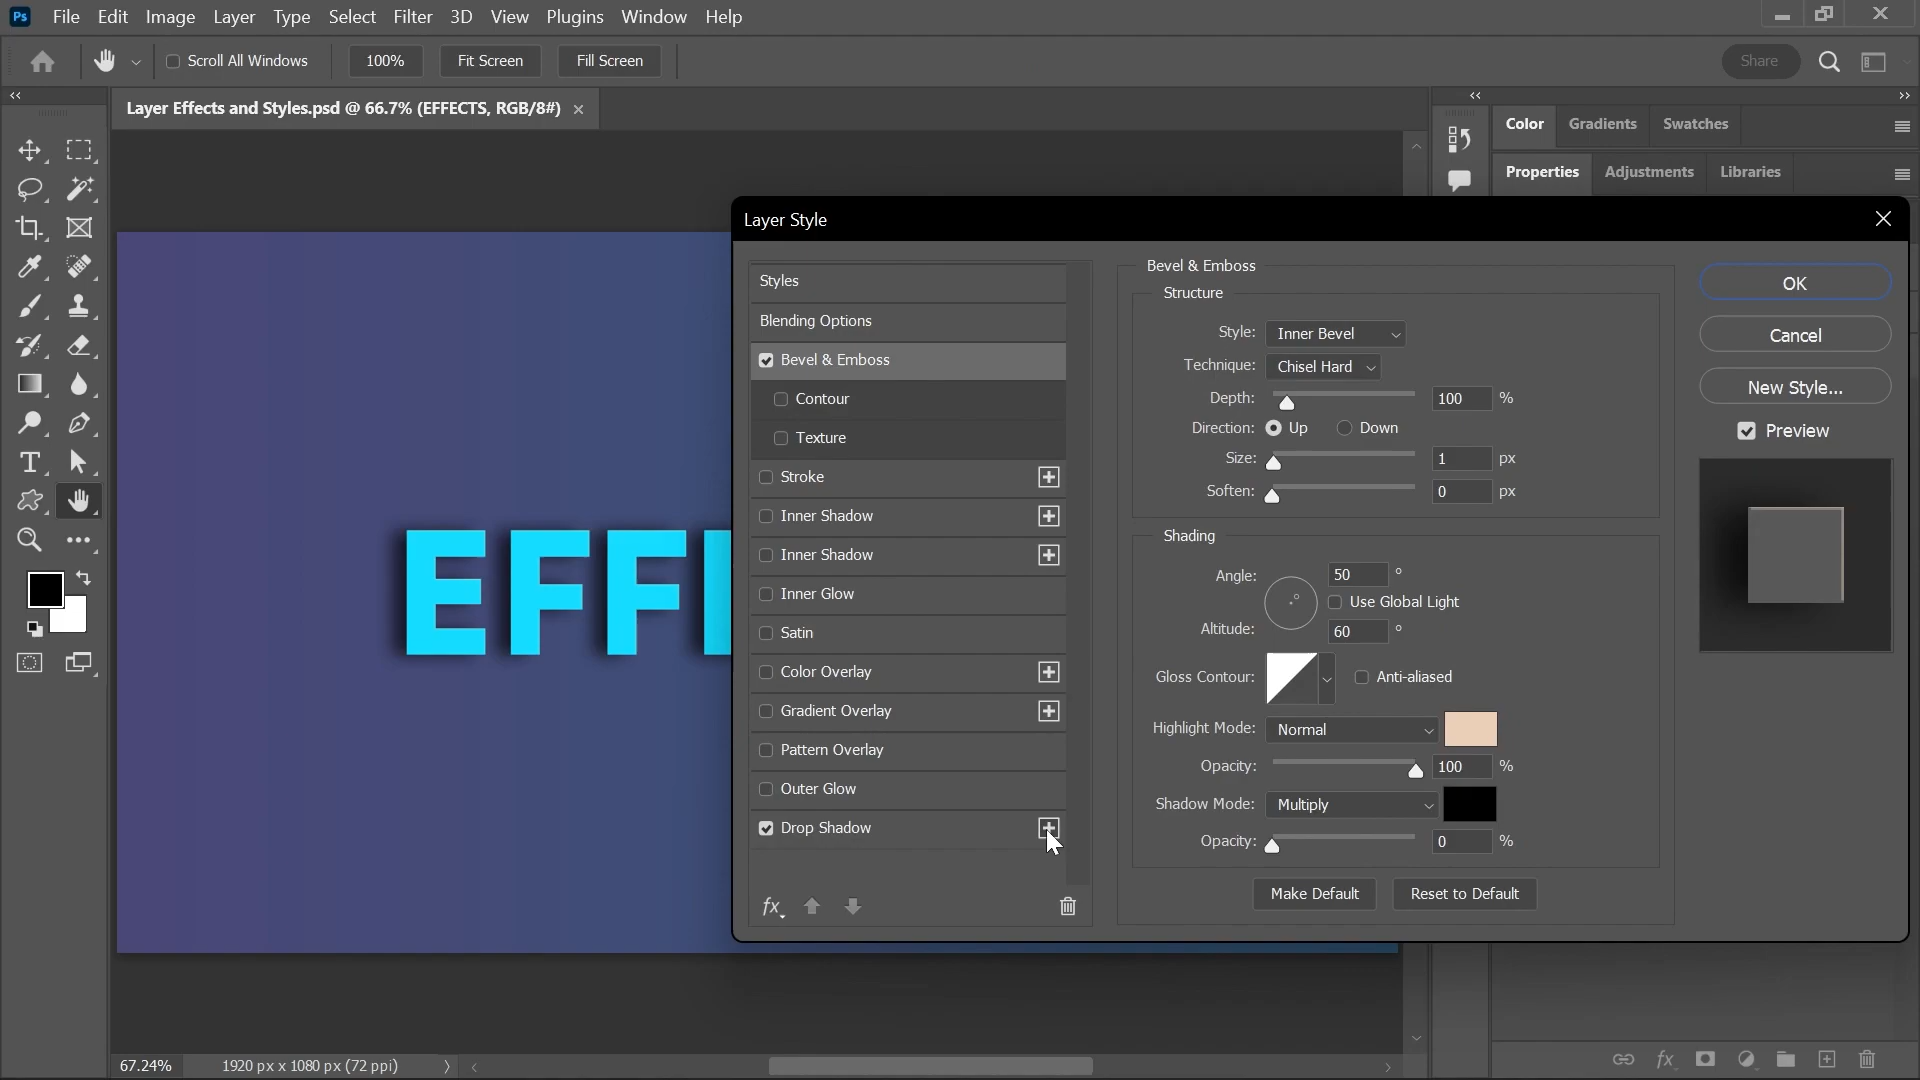 Ps File Edit Image Layer Type Select Filter 3D View Plugins Window Help
Scroll All Windows 100% Fit Screen Fill Screen Share
Layer Effects and Styles.psd @ 66.7% (EFFECTS, RGB/8#)
Color Gradients Swatches
Properties Adjustments Libraries
EFFE
Layer Style
Styles
Blending Options
Bevel & Emboss
Contour
Texture
Stroke
Inner Shadow
Inner Shadow
Inner Glow
Satin
Color Overlay
Gradient Overlay
Pattern Overlay
Outer Glow
Drop Shadow
fx
Bevel & Emboss
Structure
Style: Inner Bevel
Technique: Chisel Hard
Depth: 100 %
Direction: Up Down
Size: 1 px
Soften: 0 px
Shading
Angle: 50 °
Use Global Light
Altitude: 60 °
Gloss Contour: Anti-aliased
Highlight Mode: Normal
Opacity: 100 %
Shadow Mode: Multiply
Opacity: 0 %
Make Default Reset to Default
OK
Cancel
New Style...
Preview
67.24% 1920 px x 1080 px (72 ppi)
fx